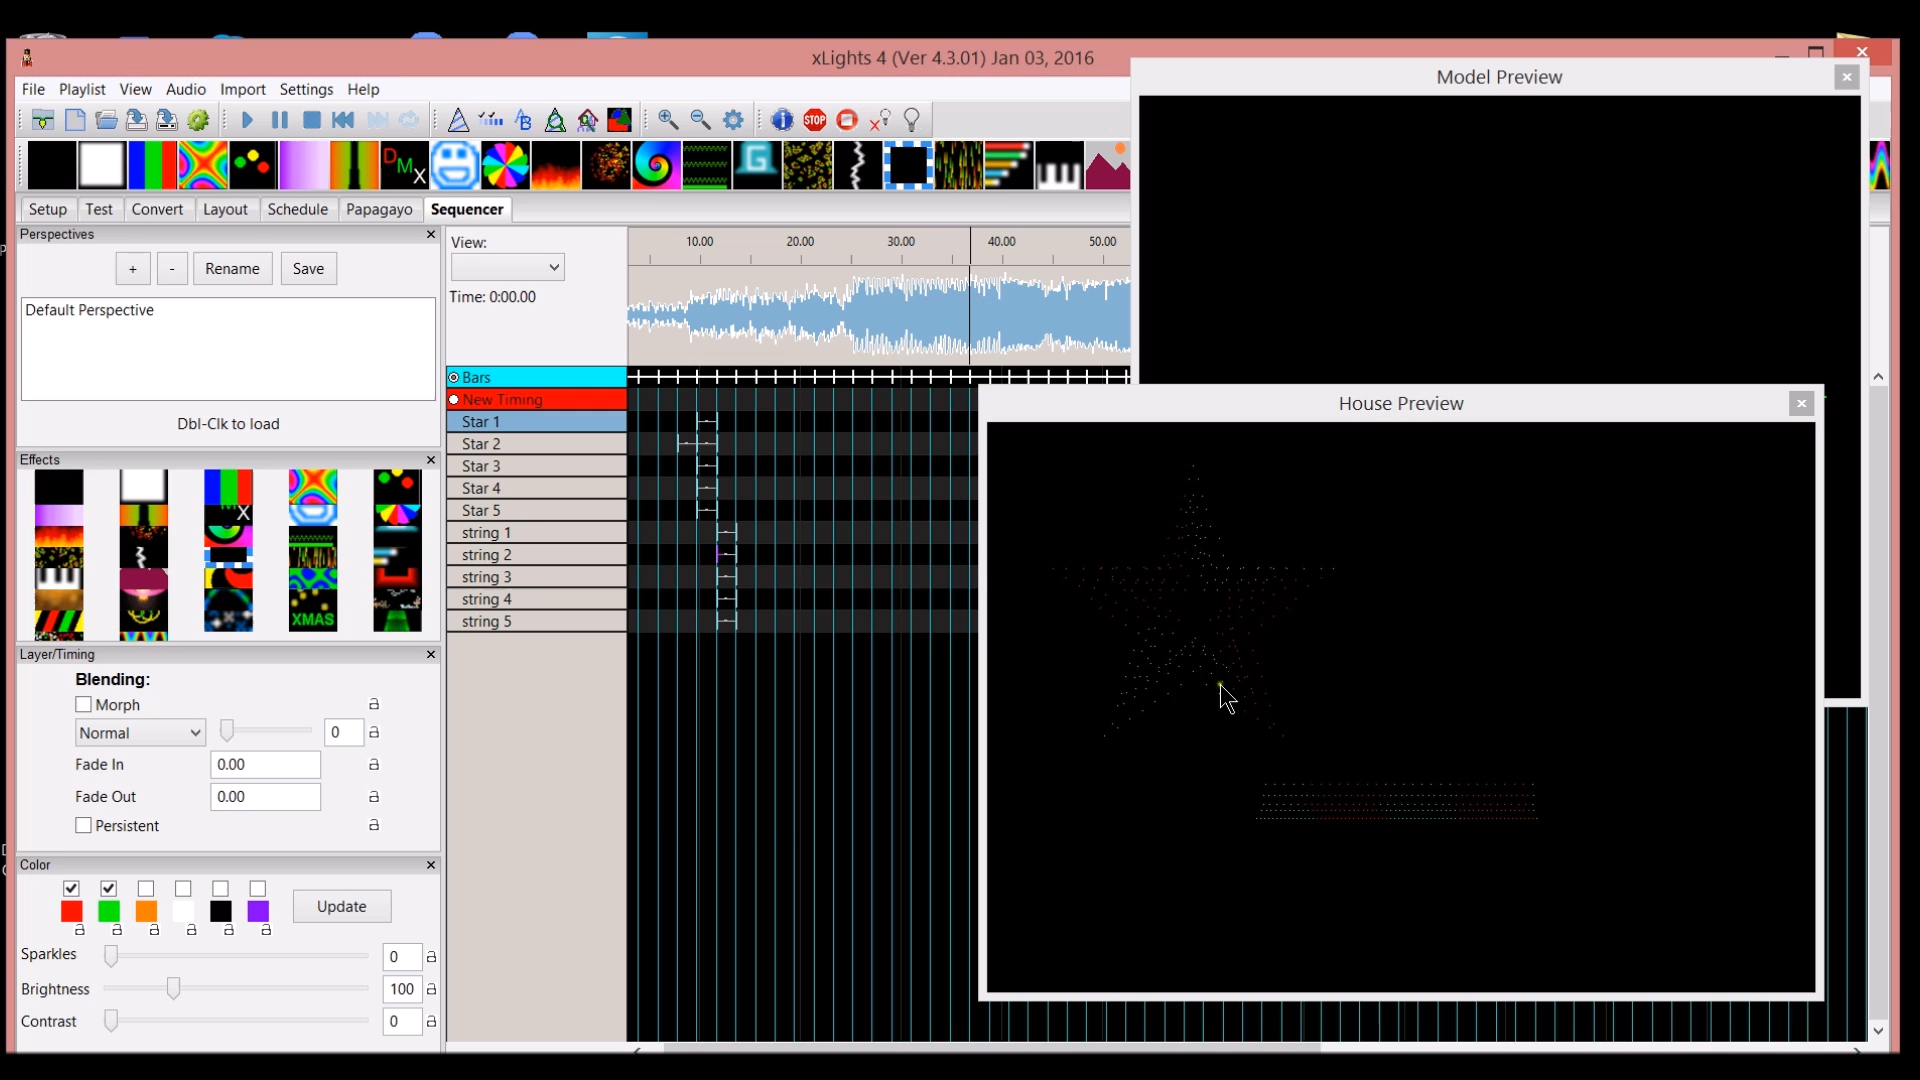 xLights 4 (Ver 4.3.01) Jan 03, 2016
Model Preview
File Playlist View Audio Import Settings Help
STOP
DMX
G
Setup Test Convert Layout Schedule Papagayo Sequencer
Perspectives
+ - Rename Save
Default Perspective
Dbl-Clk to load
View:
Time: 0:00.00
10.00 20.00 30.00 40.00 50.00
Bars
New Timing
Star 1
Star 2
Star 3
Star 4
Star 5
string 1
string 2
string 3
string 4
string 5
House Preview
Effects
X
XMAS
Layer/Timing
Blending:
Morph
Normal 0
Fade In 0.00
Fade Out 0.00
Persistent
Color
Update
Sparkles 0
Brightness 100
Contrast 0